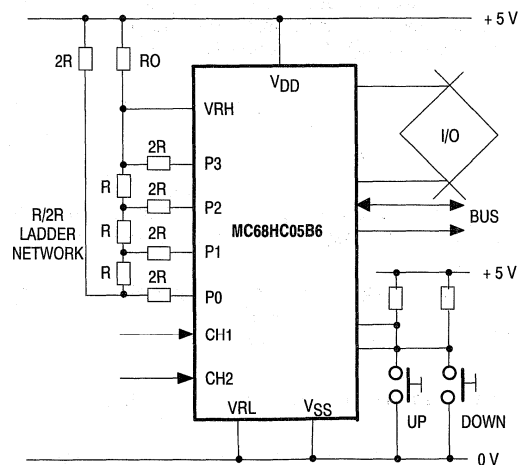 + 5 V
2R
RO
VDD
VRH
I/O
2R
P3
R
2R
P2
R/2R
LADDER
NETWORK
R
2R
P1
MC68HC05B6
BUS
R
2R
P0
+ 5 V
CH1
CH2
VRL
VSS
UP
DOWN
0 V